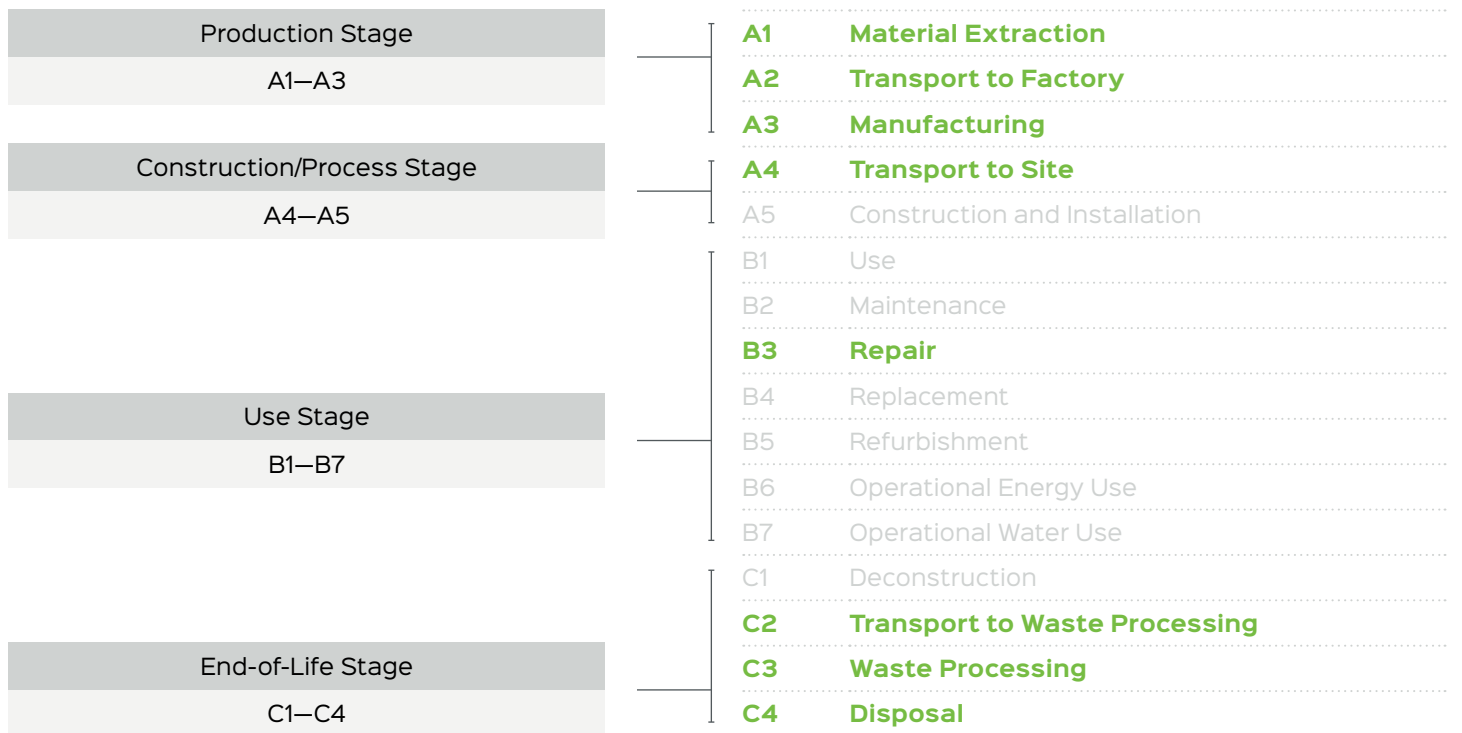 Production Stage
A1—A3
A1 Material Extraction
A2 Transport to Factory
A3 Manufacturing
Construction/Process Stage
A4—A5
A4 Transport to Site
A5 Construction and Installation
Use Stage
B1—B7
B1 Use
B2 Maintenance
B3 Repair
B4 Replacement
B5 Refurbishment
B6 Operational Energy Use
B7 Operational Water Use
End-of-Life Stage
C1—C4
C1 Deconstruction
C2 Transport to Waste Processing
C3 Waste Processing
C4 Disposal